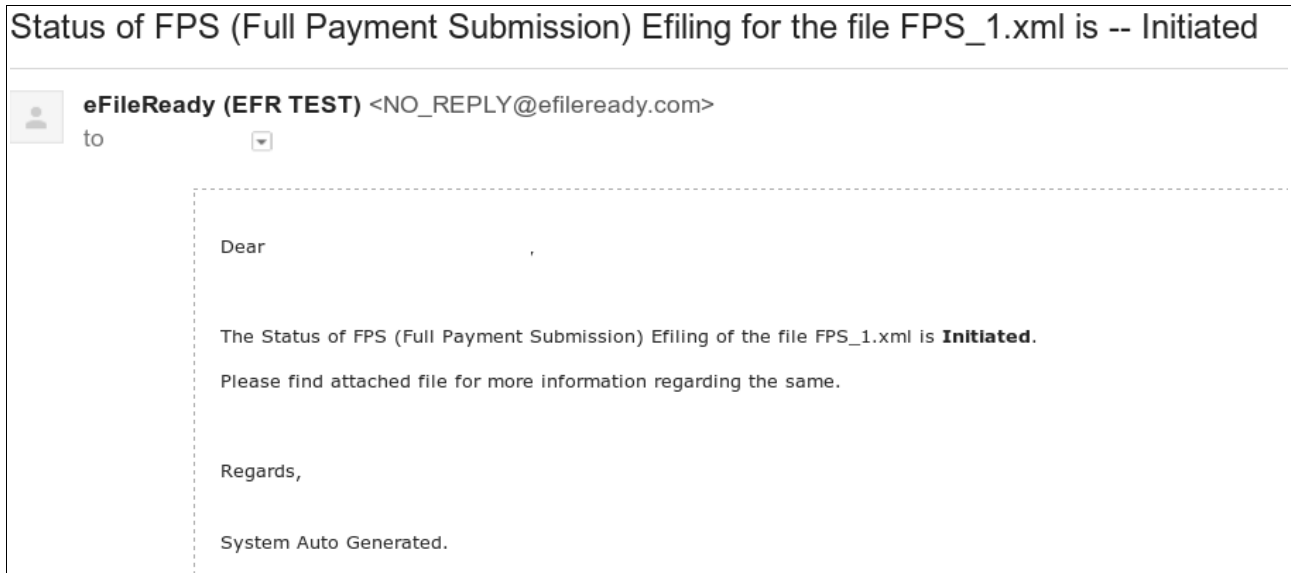 Status of FPS (Full Payment Submission) Efiling for the file FPS_1.xml is -- Initiated
eFileReady (EFR TEST) <NO_REPLY@efileready.com>
to
Dear ,
The Status of FPS (Full Payment Submission) Efiling of the file FPS_1.xml is Initiated.
Please find attached file for more information regarding the same.
Regards,
System Auto Generated.